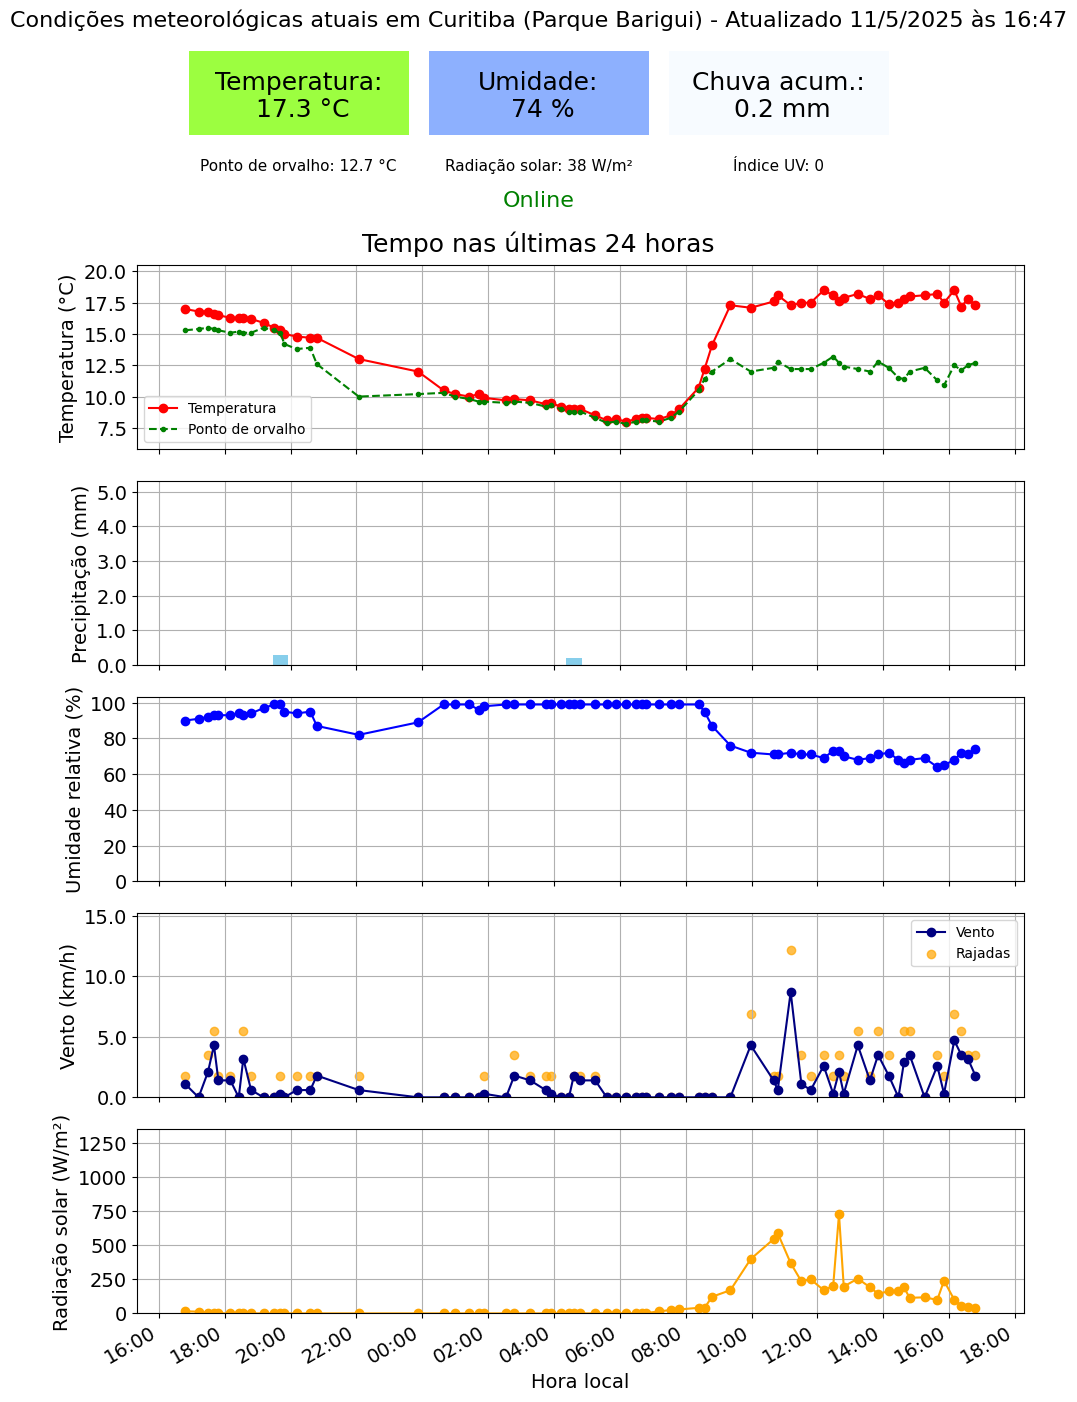 Condições meteorológicas atuais em Curitiba (Parque Barigui) - Atualizado 11/5/2025 às 16:47
Temperatura:
17.3 °C
Umidade:
74 %
Chuva acum.:
0.2 mm
Ponto de orvalho: 12.7 °C
Radiação solar: 38 W/m²
Índice UV: 0
Online
Tempo nas últimas 24 horas
Temperatura (°C)
20.0
17.5
15.0
12.5
10.0
7.5
Temperatura
Ponto de orvalho
Precipitação (mm)
5.0
4.0
3.0
2.0
1.0
0.0
Umidade relativa (%)
100
80
60
40
20
0
Vento (km/h)
15.0
10.0
5.0
0.0
Vento
Rajadas
Radiação solar (W/m²)
1250
1000
750
500
250
0
16:00
18:00
20:00
22:00
00:00
02:00
04:00
06:00
08:00
10:00
12:00
14:00
16:00
18:00
Hora local